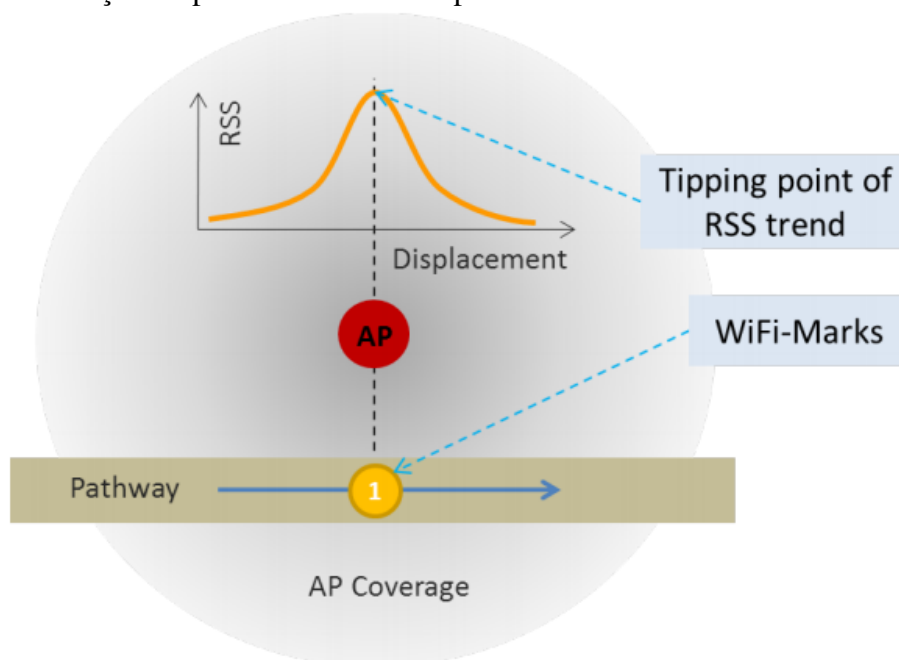 RSS
Displacement
Tipping point of
RSS trend
AP
WiFi-Marks
Pathway
1
AP Coverage